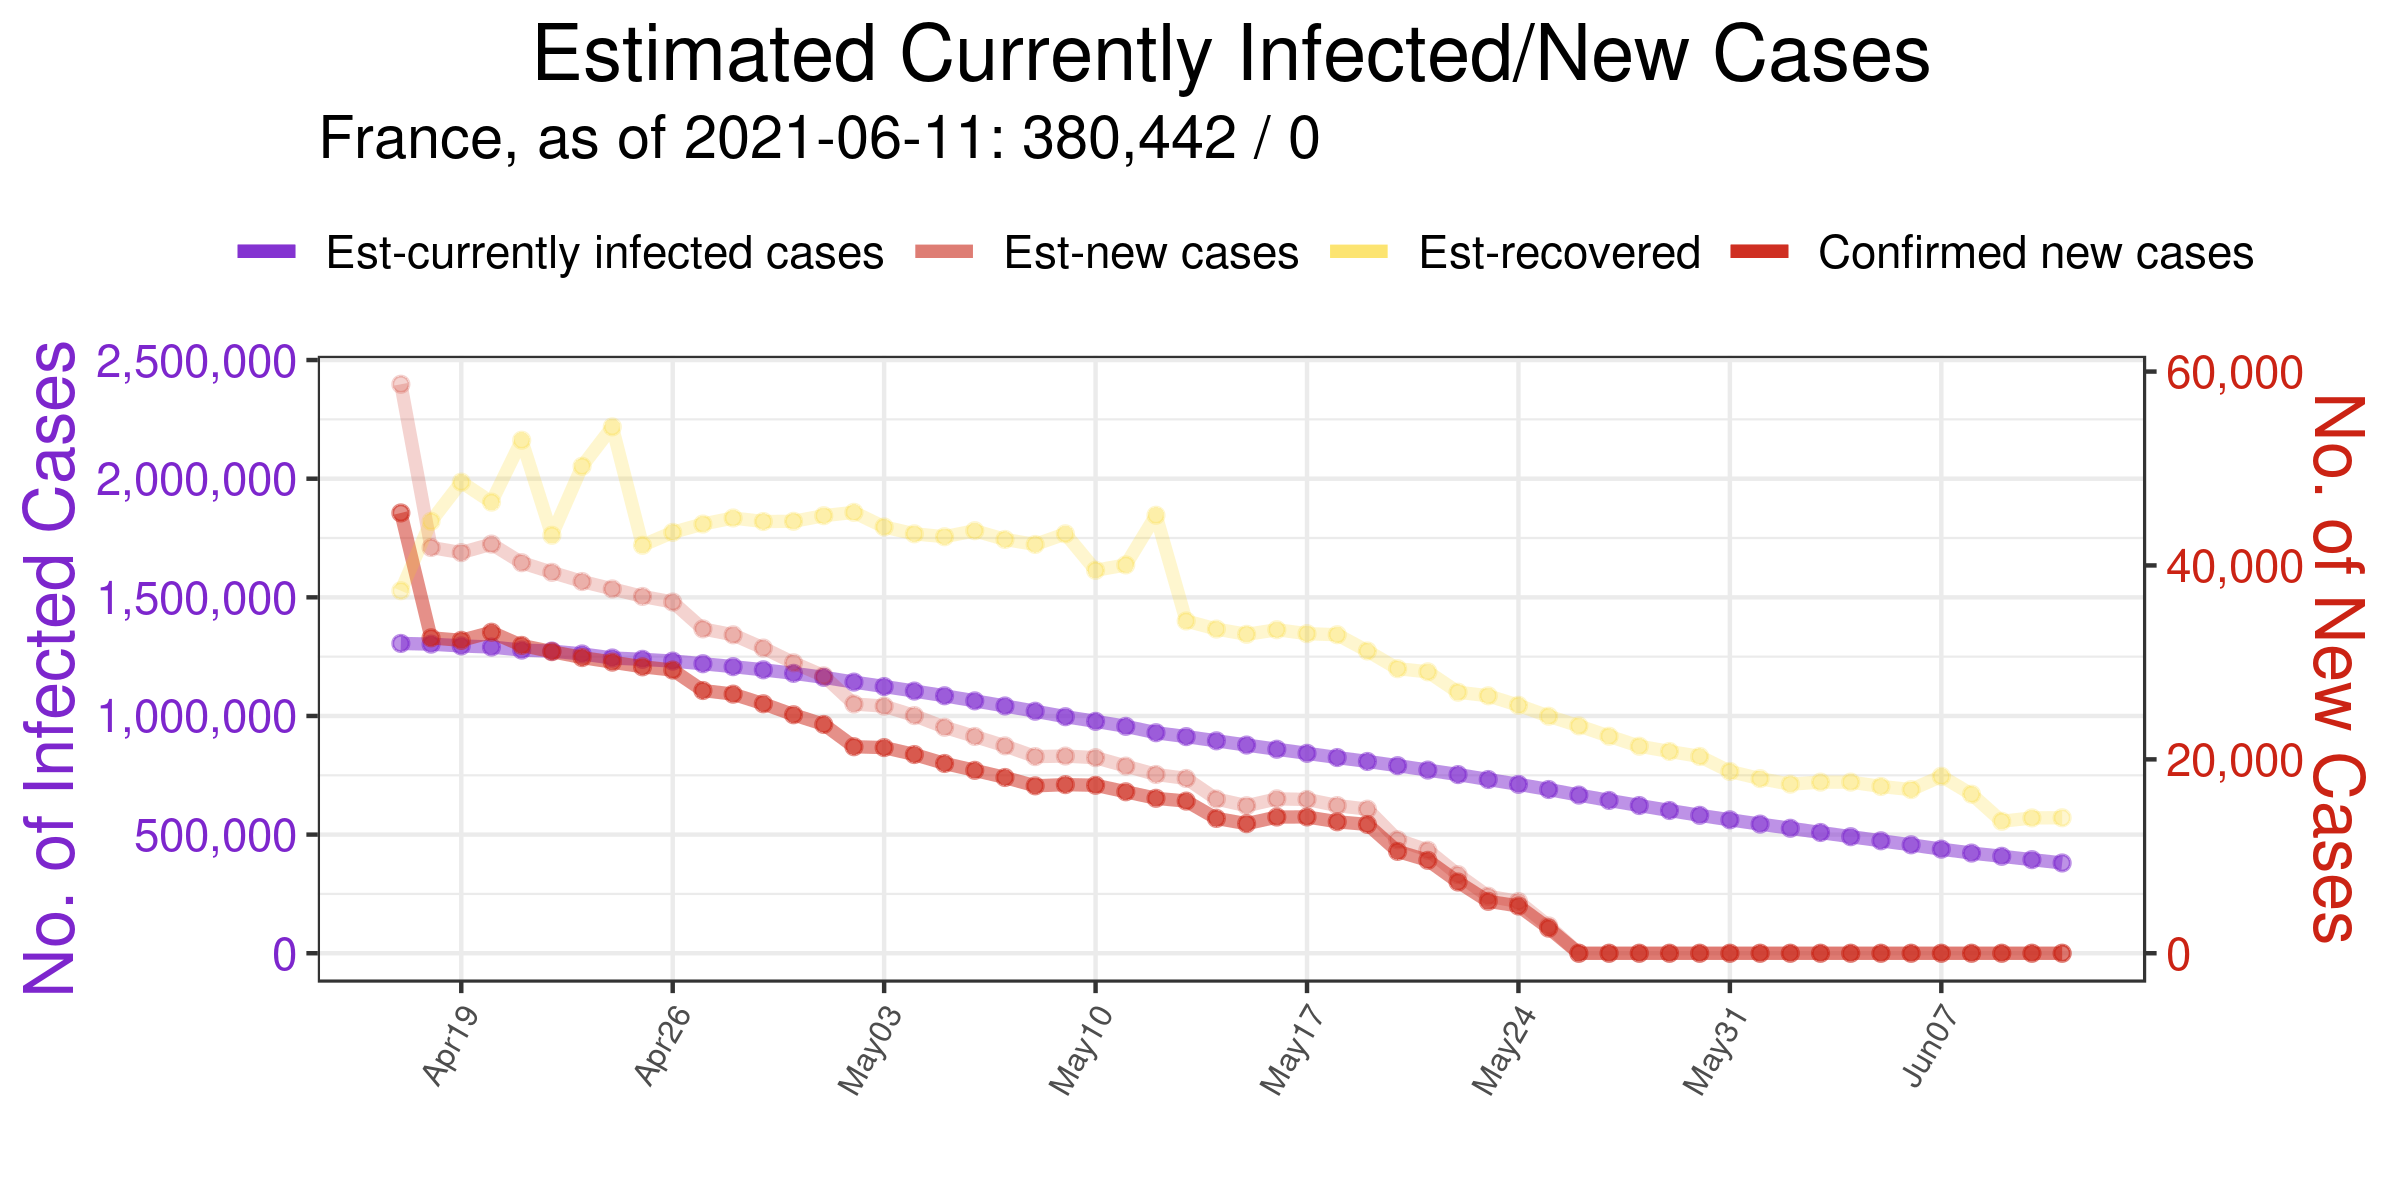 Estimated Currently Infected/New Cases
France, as of 2021-06-11: 380,442 / 0
Est-currently infected cases Est-new cases Est-recovered Confirmed new cases
No. of Infected Cases
2,500,000
2,000,000
1,500,000
1,000,000
500,000
0
60,000
40,000
20,000
0
No. of New Cases
Apr19 Apr26 May03 May10 May17 May24 May31 Jun07